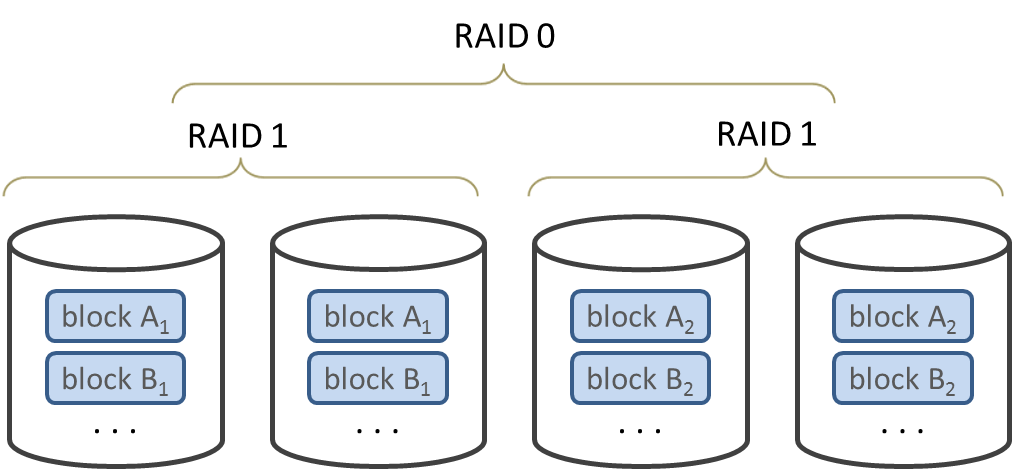 RAID 0
RAID 1
RAID 1
block A₁
block A₁
block A₂
block A₂
block B₁
block B₁
block B₂
block B₂
. . .
. . .
. . .
. . .